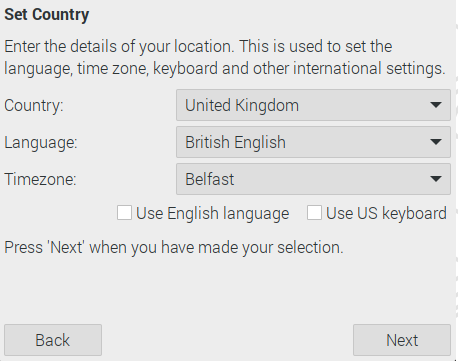 Set Country
Enter the details of your location. This is used to set the
language, time zone, keyboard and other international settings.
Country: United Kingdom
Language: British English
Timezone: Belfast
Use English language Use US keyboard
Press 'Next' when you have made your selection.
Back Next